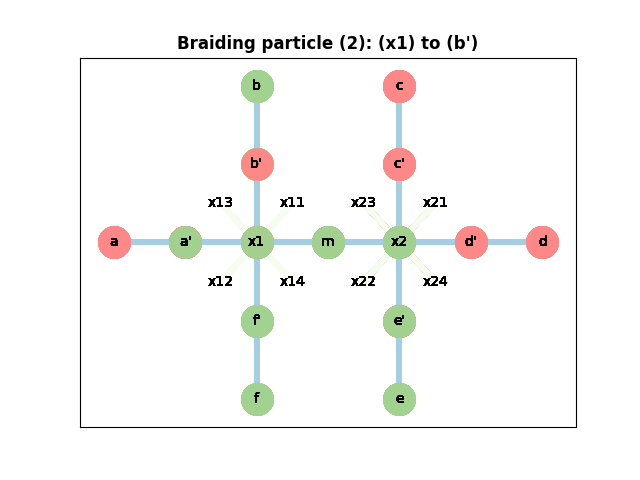 Braiding particle (2): (x1) to (b')
b c
b' c'
x13 x11 x23 x21
a a' x1 m x2 d' d
x12 x14 x22 x24
f' e'
f e